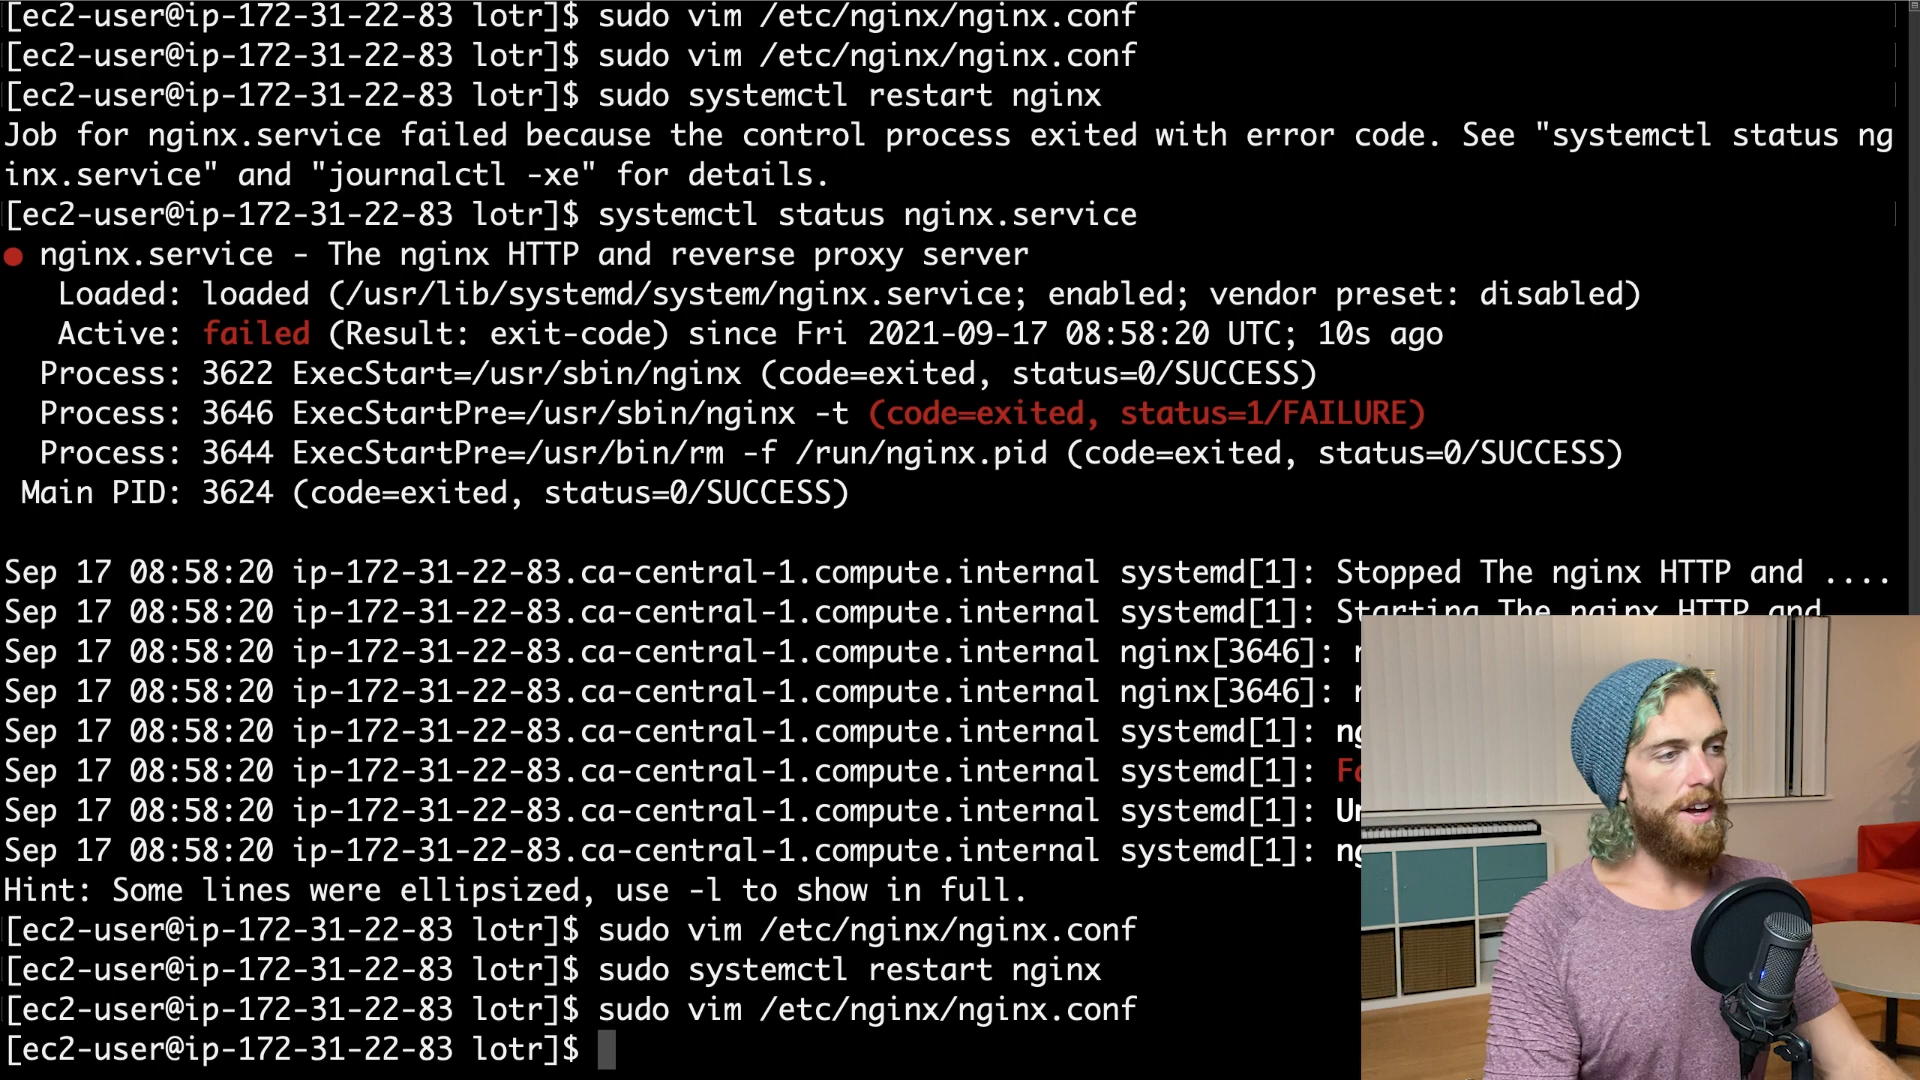 [ec2-user@ip-172-31-22-83 lotr]$ sudo vim /etc/nginx/nginx.conf
[ec2-user@ip-172-31-22-83 lotr]$ sudo vim /etc/nginx/nginx.conf
[ec2-user@ip-172-31-22-83 lotr]$ sudo systemctl restart nginx
Job for nginx.service failed because the control process exited with error code. See "systemctl status ng
inx.service" and "journalctl -xe" for details.
[ec2-user@ip-172-31-22-83 lotr]$ systemctl status nginx.service
● nginx.service - The nginx HTTP and reverse proxy server
Loaded: loaded (/usr/lib/systemd/system/nginx.service; enabled; vendor preset: disabled)
Active: failed (Result: exit-code) since Fri 2021-09-17 08:58:20 UTC; 10s ago
Process: 3622 ExecStart=/usr/sbin/nginx (code=exited, status=0/SUCCESS)
Process: 3646 ExecStartPre=/usr/sbin/nginx -t (code=exited, status=1/FAILURE)
Process: 3644 ExecStartPre=/usr/bin/rm -f /run/nginx.pid (code=exited, status=0/SUCCESS)
Main PID: 3624 (code=exited, status=0/SUCCESS)
Sep 17 08:58:20 ip-172-31-22-83.ca-central-1.compute.internal systemd[1]: Stopped The nginx HTTP and ....
Sep 17 08:58:20 ip-172-31-22-83.ca-central-1.compute.internal systemd[1]: Starting The nginx HTTP and
Sep 17 08:58:20 ip-172-31-22-83.ca-central-1.compute.internal nginx[3646]:
Sep 17 08:58:20 ip-172-31-22-83.ca-central-1.compute.internal nginx[3646]:
Sep 17 08:58:20 ip-172-31-22-83.ca-central-1.compute.internal systemd[1]: ng
Sep 17 08:58:20 ip-172-31-22-83.ca-central-1.compute.internal systemd[1]: Fa
Sep 17 08:58:20 ip-172-31-22-83.ca-central-1.compute.internal systemd[1]: Un
Sep 17 08:58:20 ip-172-31-22-83.ca-central-1.compute.internal systemd[1]: ng
Hint: Some lines were ellipsized, use -l to show in full.
[ec2-user@ip-172-31-22-83 lotr]$ sudo vim /etc/nginx/nginx.conf
[ec2-user@ip-172-31-22-83 lotr]$ sudo systemctl restart nginx
[ec2-user@ip-172-31-22-83 lotr]$ sudo vim /etc/nginx/nginx.conf
[ec2-user@ip-172-31-22-83 lotr]$